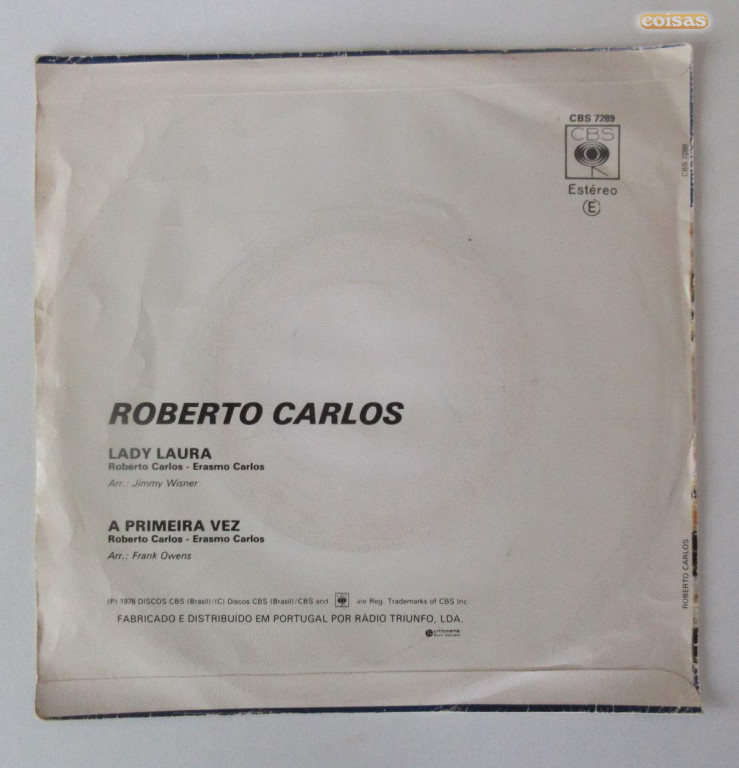 coisas
CBS 7289
CBS
Estéreo
E
CBS 7289
ROBERTO CARLOS
LADY LAURA
Roberto Carlos - Erasmo Carlos
Arr.: Jimmy Wisner
A PRIMEIRA VEZ
Roberto Carlos - Erasmo Carlos
Arr.: Frank Owens
ROBERTO CARLOS
(P) 1978 DISCOS CBS (Brasil)/(C) Discos CBS (Brasil)/CBS and are Reg. Trademarks of CBS Inc.
FABRICADO E DISTRIBUÍDO EM PORTUGAL POR RÁDIO TRIUNFO, LDA.